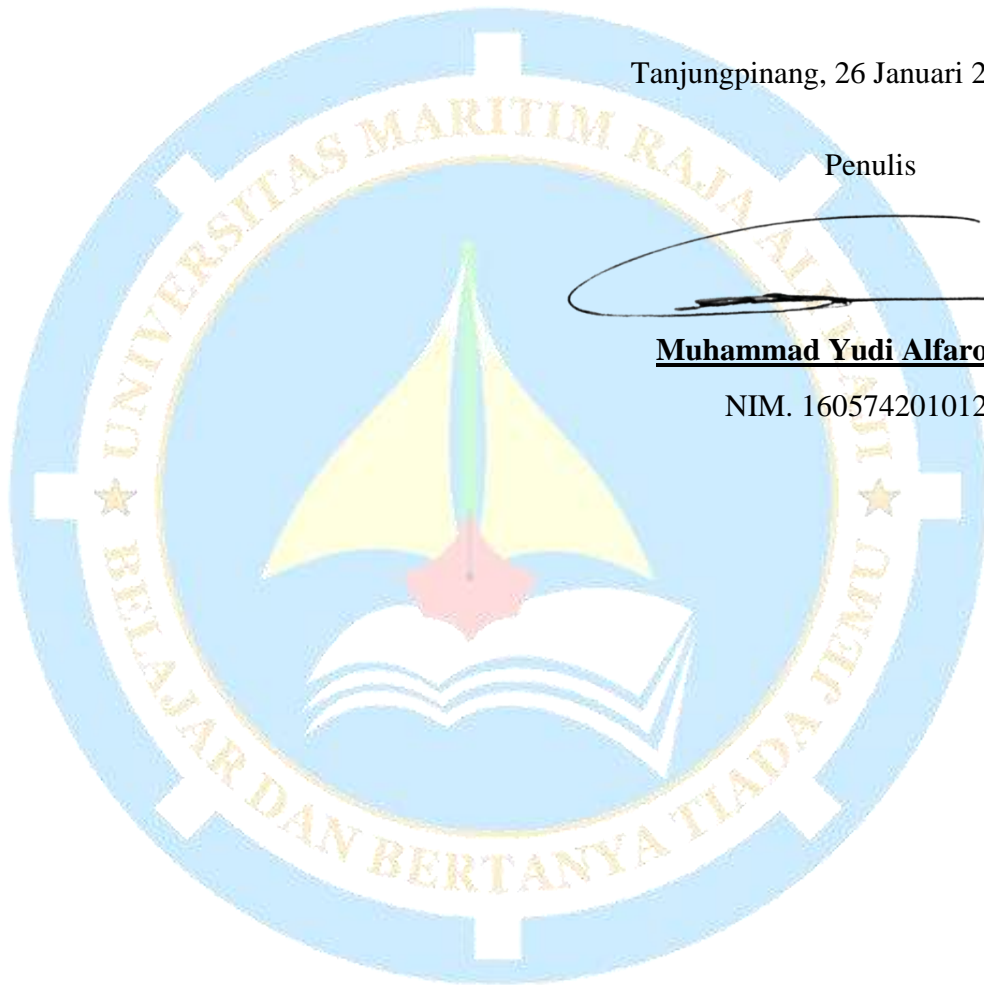 Tanjungpinang, 26 Januari 2
Penulis
Muhammad Yudi Alfaro
NIM. 160574201012
UNIVERSITAS MARITIM RAJA ALI HAJI
BELAJAR DAN BERTANYA TIADA JEMU